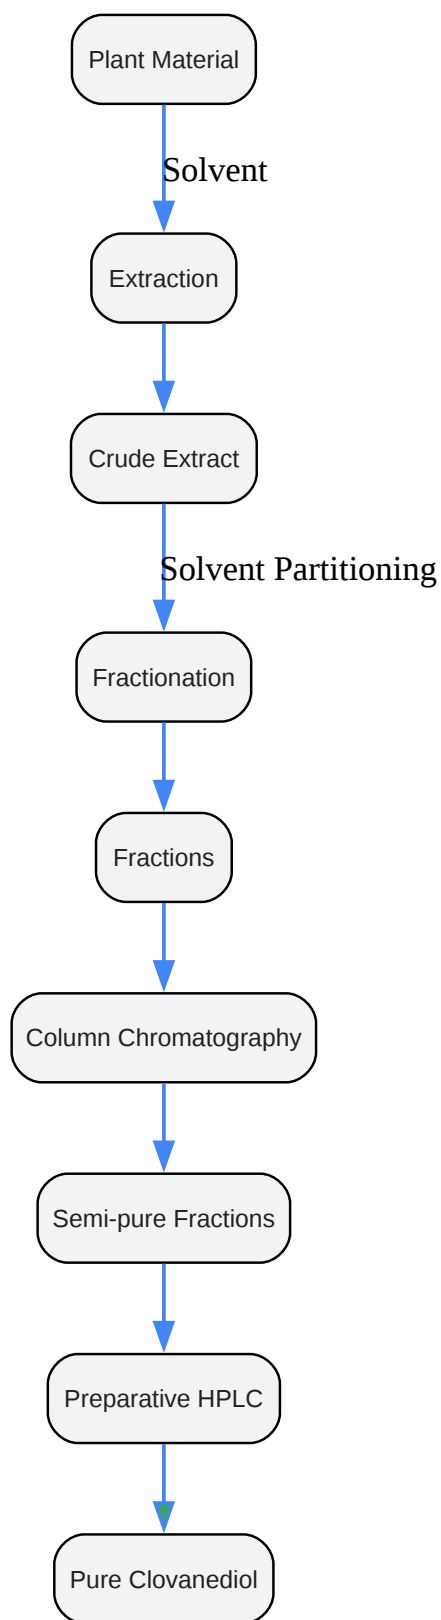 Plant Material
Solvent
Extraction
Crude Extract
Solvent Partitioning
Fractionation
Fractions
Column Chromatography
Semi-pure Fractions
Preparative HPLC
Pure Clovanediol